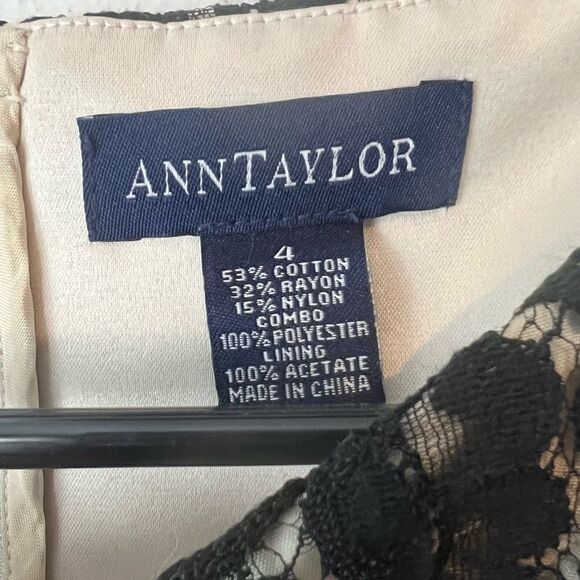 ANNTAYLOR
4
53% COTTON
32% RAYON
15% NYLON
COMBO
100% POLYESTER
LINING
100% ACETATE
MADE IN CHINA